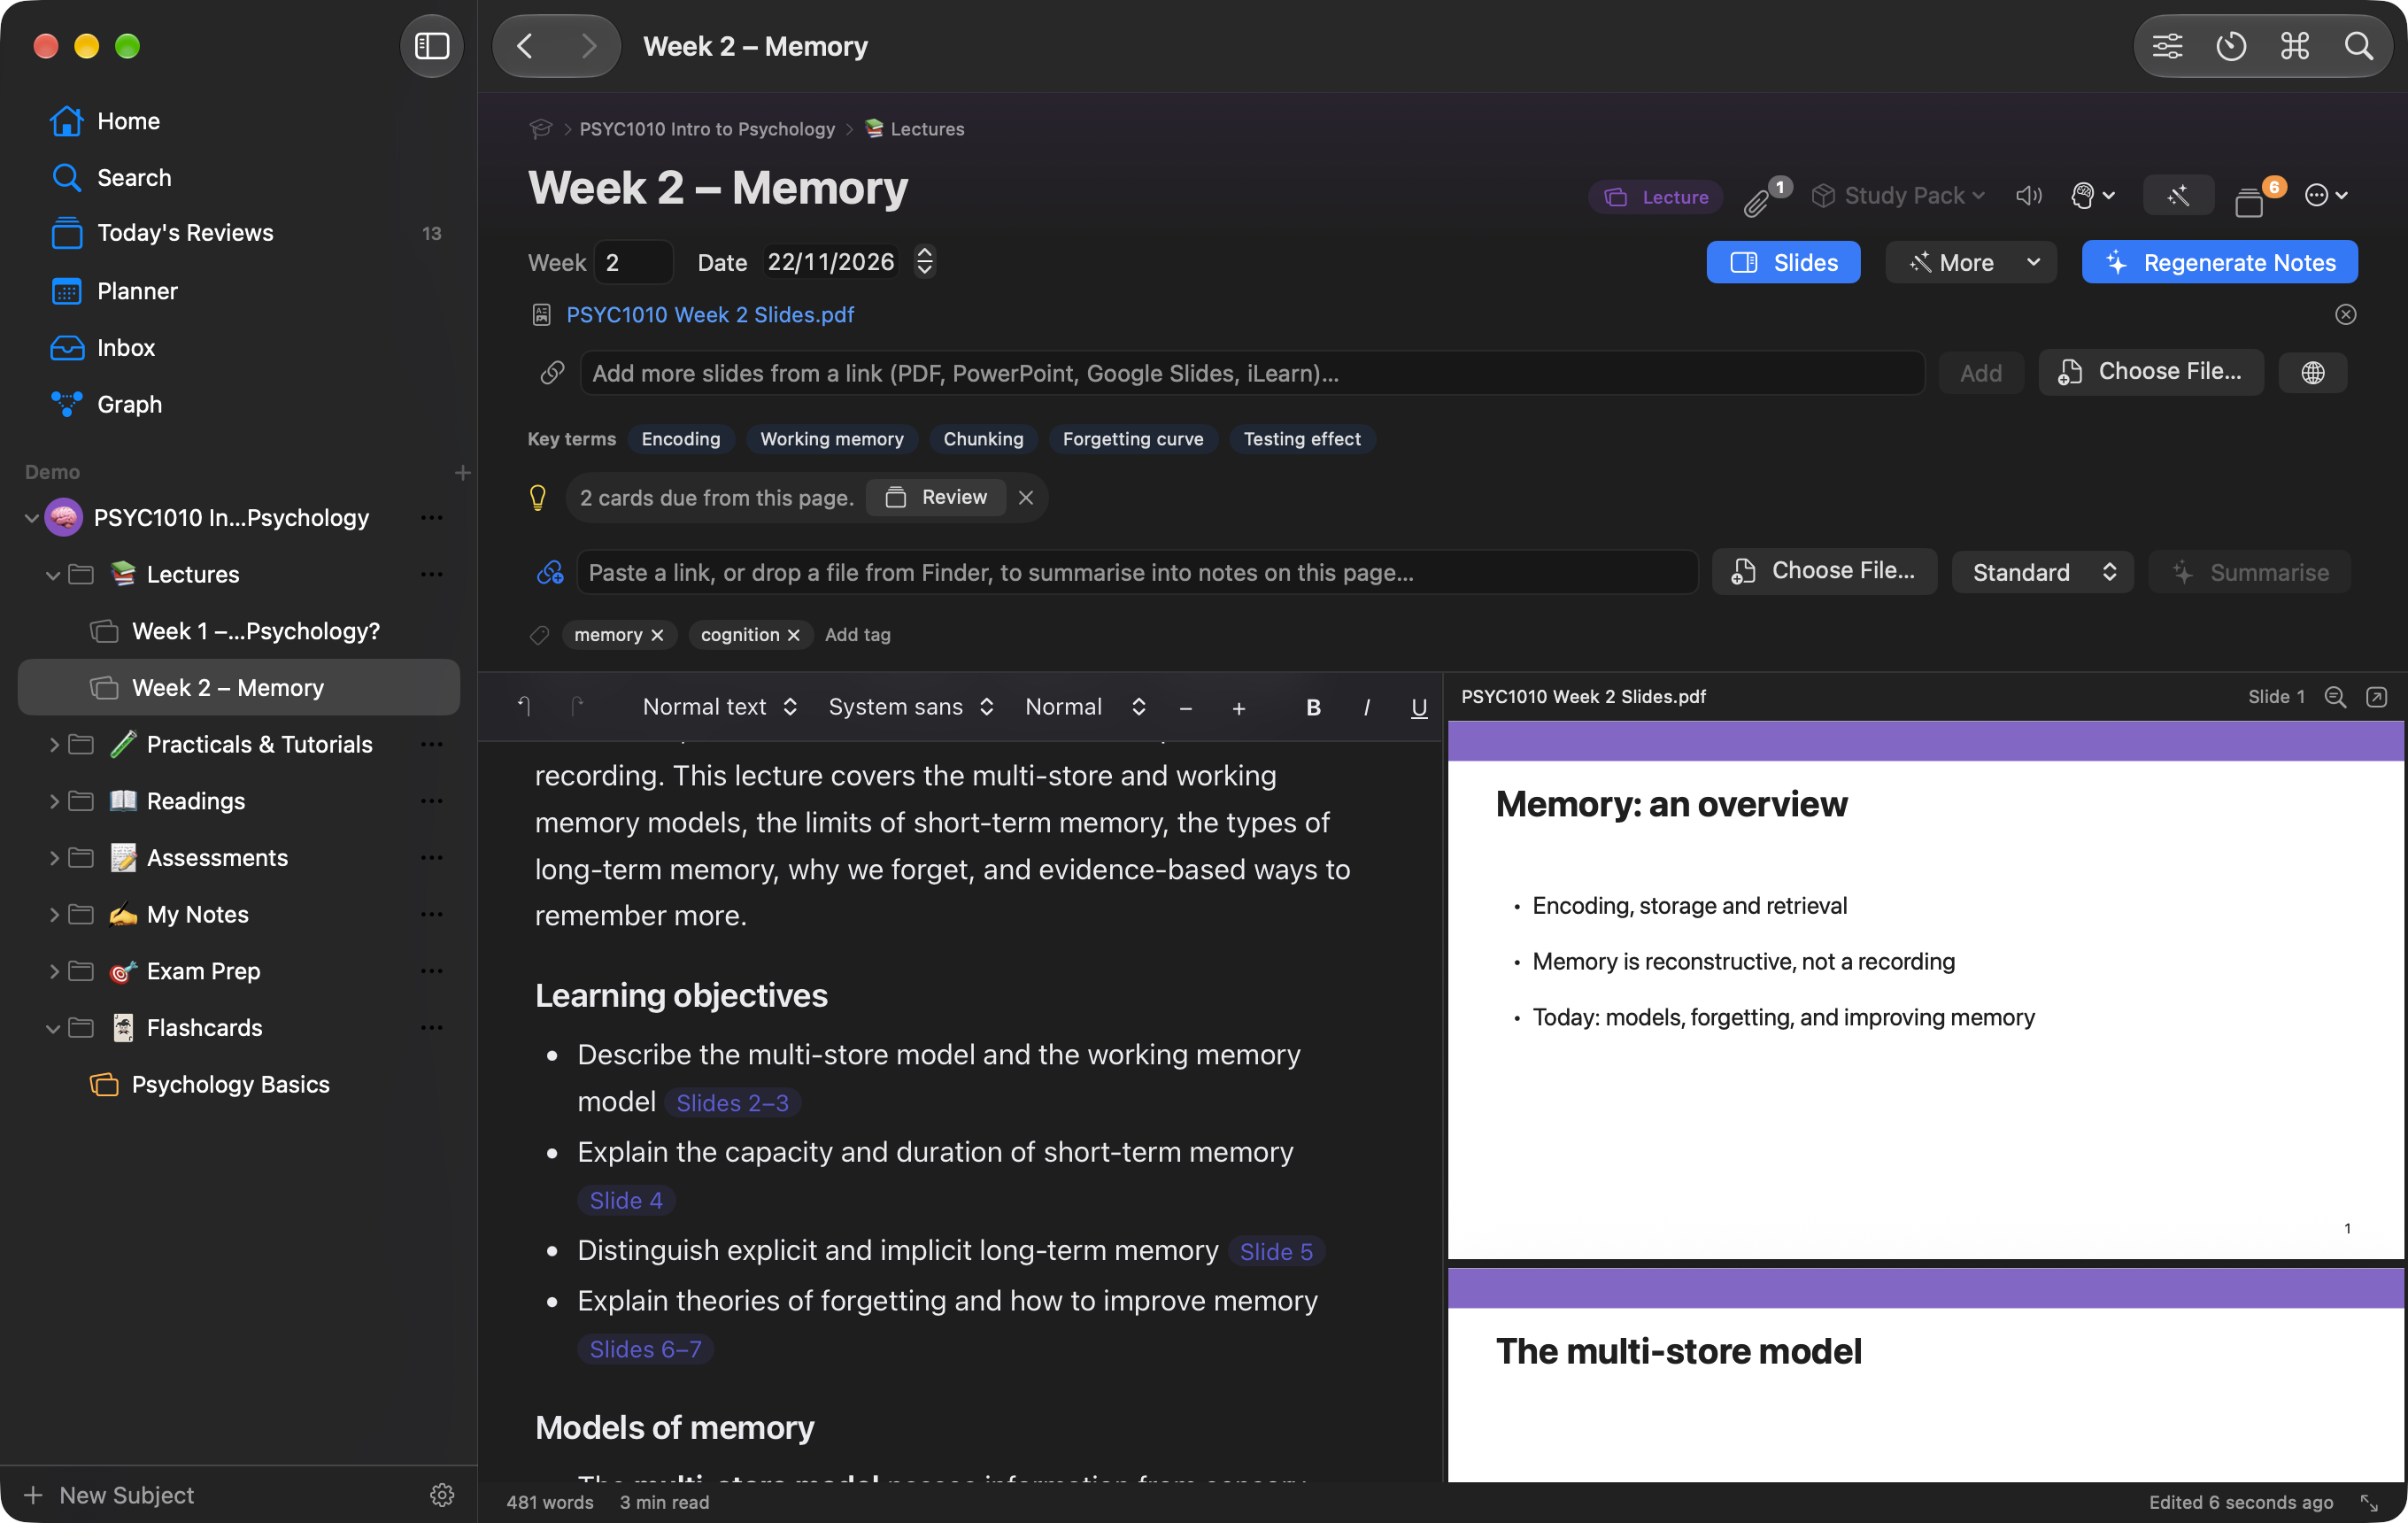 Week 2 – Memory
Home
Search
Today's Reviews 13
Planner
Inbox
Graph
Demo
PSYC1010 In...Psychology
Lectures
Week 1 –...Psychology?
Week 2 – Memory
Practicals & Tutorials
Readings
Assessments
My Notes
Exam Prep
Flashcards
Psychology Basics
New Subject
PSYC1010 Intro to Psychology
Lectures
Week 2 – Memory
Lecture
1
Study Pack
6
Week 2 Date 22/11/2026
Slides
More
Regenerate Notes
PSYC1010 Week 2 Slides.pdf
Add more slides from a link (PDF, PowerPoint, Google Slides, iLearn)...
Add
Choose File...
Key terms Encoding Working memory Chunking Forgetting curve Testing effect
2 cards due from this page. Review
Paste a link, or drop a file from Finder, to summarise into notes on this page...
Choose File...
Standard
Summarise
memory cognition Add tag
Normal text System sans Normal – + B I U
recording. This lecture covers the multi-store and working
memory models, the limits of short-term memory, the types of
long-term memory, why we forget, and evidence-based ways to
remember more.
Learning objectives
• Describe the multi-store model and the working memory
model Slides 2–3
• Explain the capacity and duration of short-term memory
Slide 4
• Distinguish explicit and implicit long-term memory Slide 5
• Explain theories of forgetting and how to improve memory
Slides 6–7
Models of memory
PSYC1010 Week 2 Slides.pdf
Slide 1
Memory: an overview
• Encoding, storage and retrieval
• Memory is reconstructive, not a recording
• Today: models, forgetting, and improving memory
1
The multi-store model
481 words 3 min read
Edited 6 seconds ago